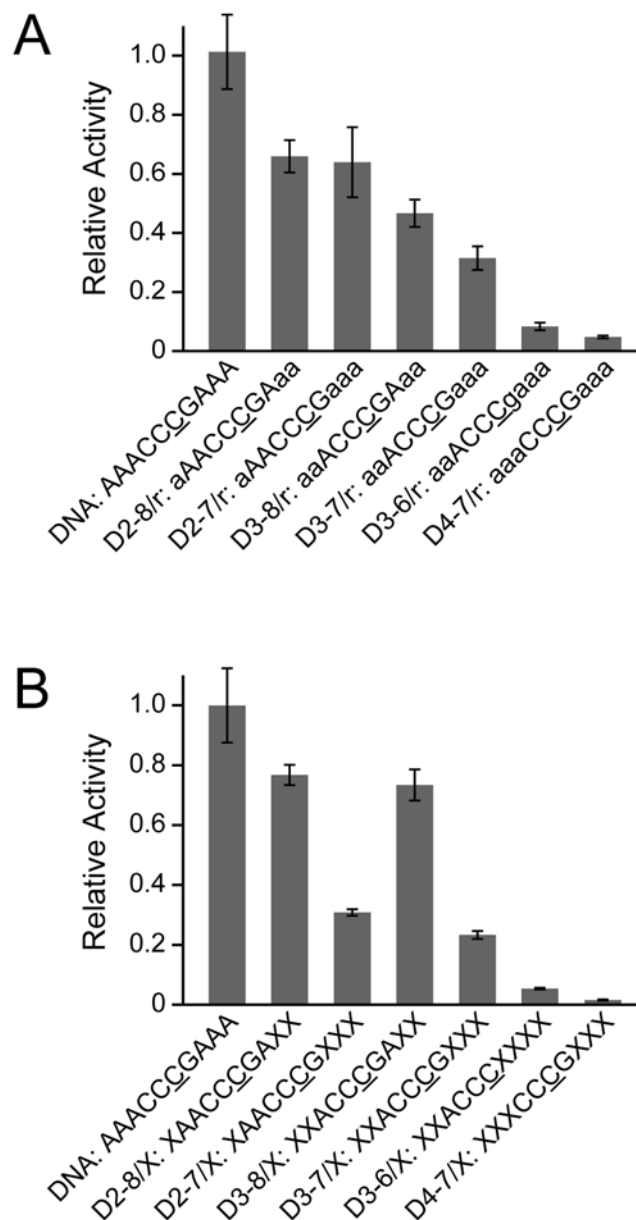 A
Relative Activity
1.0
0.8
0.6
0.4
0.2
0
DNA: AAACCCGAAA
D2-8/r: aAACCCGAaa
D2-7/r: aAACCCGaaa
D3-8/r: aaACCCGAaa
D3-7/r: aaACCCGaaa
D3-6/r: aaACCCgaaa
D4-7/r: aaaCCCGaaa
B
Relative Activity
1.0
0.8
0.6
0.4
0.2
0
DNA: AAACCCGAAA
D2-8/X: XAACCCGAXX
D2-7/X: XAACCCGXXX
D3-8/X: XXACCCGAXX
D3-7/X: XXACCCGXXX
D3-6/X: XXACCCXXXX
D4-7/X: XXXCCCGXXX